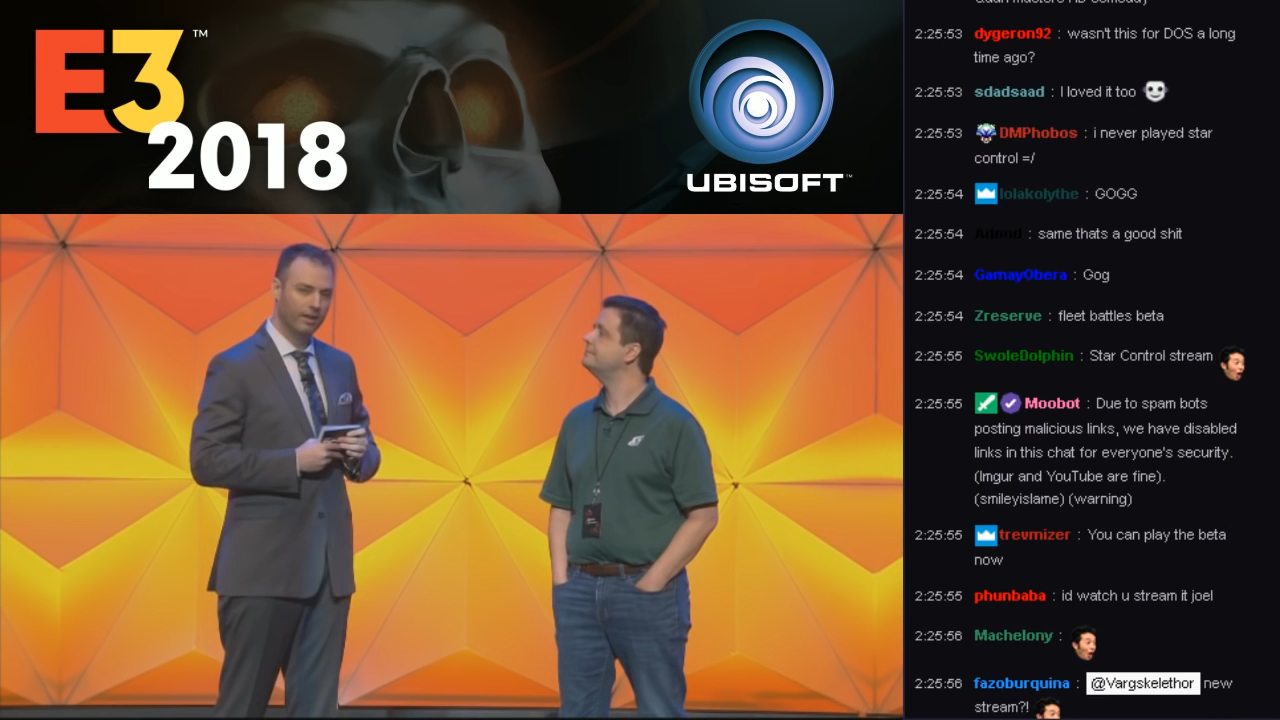 E3™
2018
UBISOFT™
2:25:53 dygeron92 : wasn't this for DOS a long
time ago?
2:25:53 sdadsaad : I loved it too
2:25:53 DMPhobos : i never played star
control =/
2:25:54 lolakolythe : GOGG
2:25:54 : same thats a good shit
2:25:54 GamayObera : Gog
2:25:54 Zreserve : fleet battles beta
2:25:55 SwoleDolphin : Star Control stream
2:25:55 Moobot : Due to spam bots
posting malicious links, we have disabled
links in this chat for everyone's security.
(Imgur and YouTube are fine).
(smileyislame) (warning)
2:25:55 trevmizer : You can play the beta
now
2:25:55 phunbaba : id watch u stream it joel
2:25:56 Machelony :
2:25:56 fazoburquina : @Vargskelethor new
stream?!